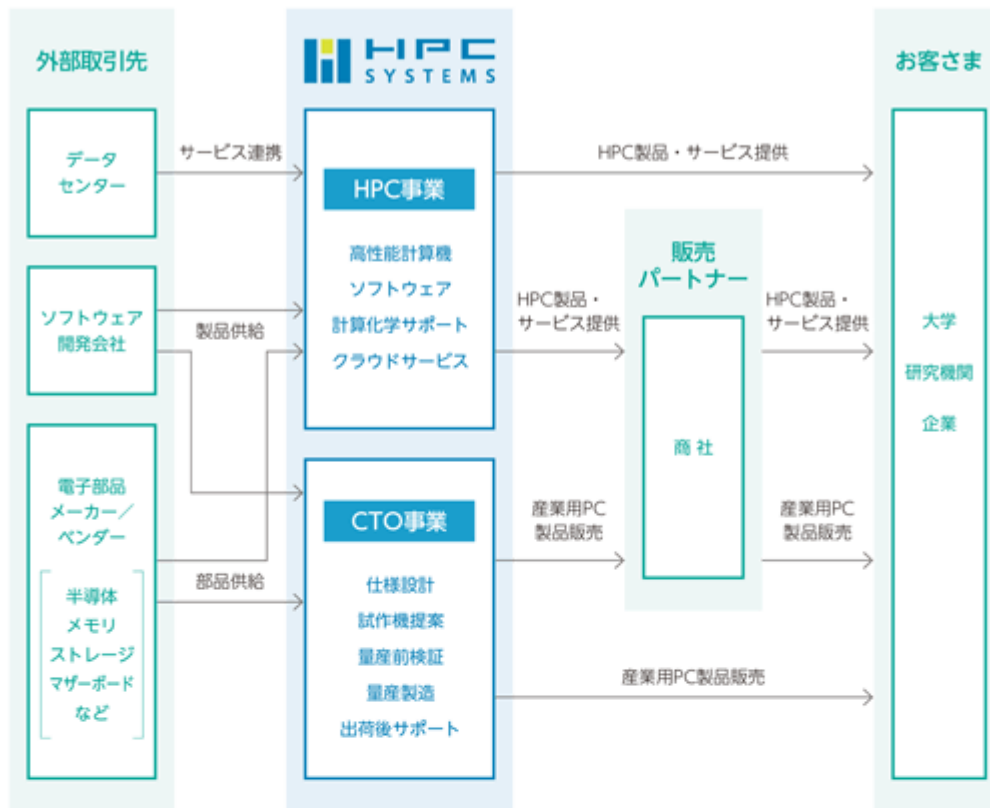 外部取引先
データ
センター
ソフトウェア
開発会社
電子部品
メーカー／
ベンダー
半導体
メモリ
ストレージ
マザーボード
など
サービス連携
製品供給
部品供給
HPC
SYSTEMS
HPC事業
高性能計算機
ソフトウェア
計算化学サポート
クラウドサービス
CTO事業
仕様設計
試作機提案
量産前検証
量産製造
出荷後サポート
HPC製品・サービス提供
HPC製品・
サービス提供
産業用PC
製品販売
産業用PC製品販売
販売
パートナー
商社
HPC製品・
サービス提供
産業用PC
製品販売
お客さま
大学
研究機関
企業